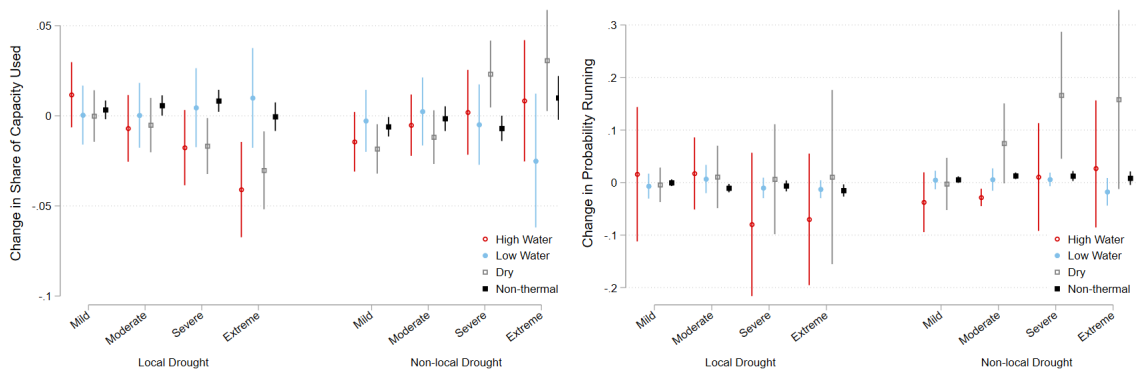 Change in Share of Capacity Used
.05
0
-.05
-.1
High Water
Low Water
Dry
Non-thermal
Mild
Moderate
Severe
Extreme
Mild
Moderate
Severe
Extreme
Local Drought
Non-local Drought
Change in Probability Running
.3
.2
.1
0
-.1
-.2
High Water
Low Water
Dry
Non-thermal
Mild
Moderate
Severe
Extreme
Mild
Moderate
Severe
Extreme
Local Drought
Non-local Drought